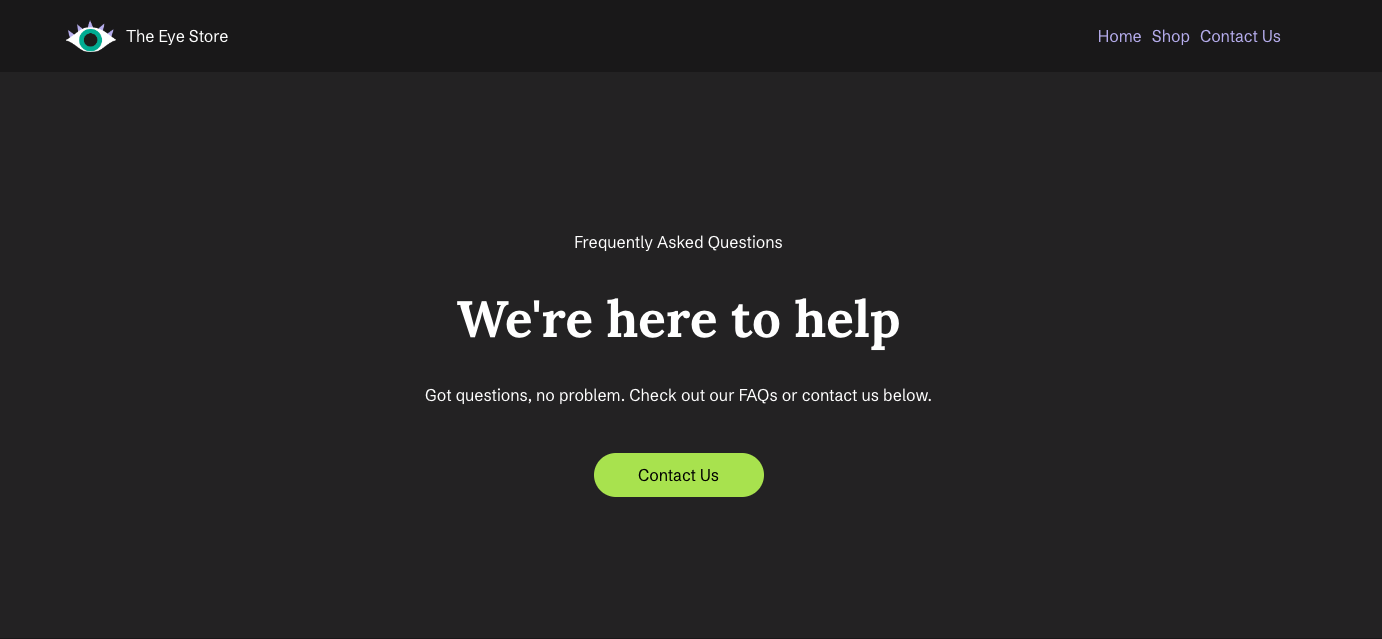 The Eye Store
Home Shop Contact Us
Frequently Asked Questions
We're here to help
Got questions, no problem. Check out our FAQs or contact us below.
Contact Us